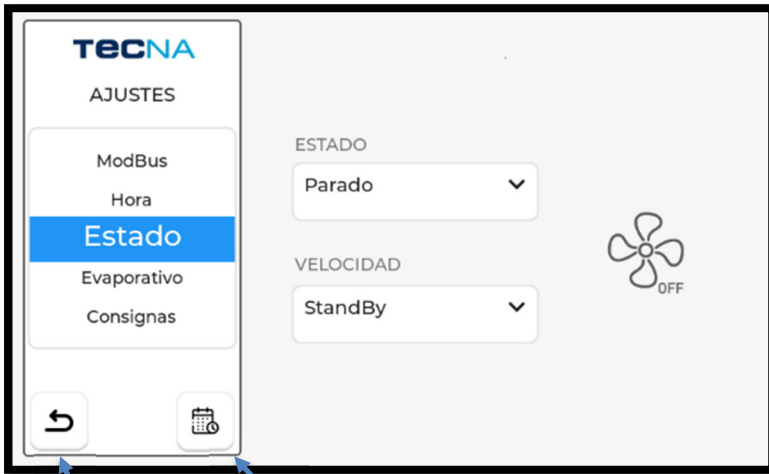 TECNA
AJUSTES
ModBus
Hora
Estado
Evaporativo
Consignas
ESTADO
Parado
VELOCIDAD
StandBy
OFF